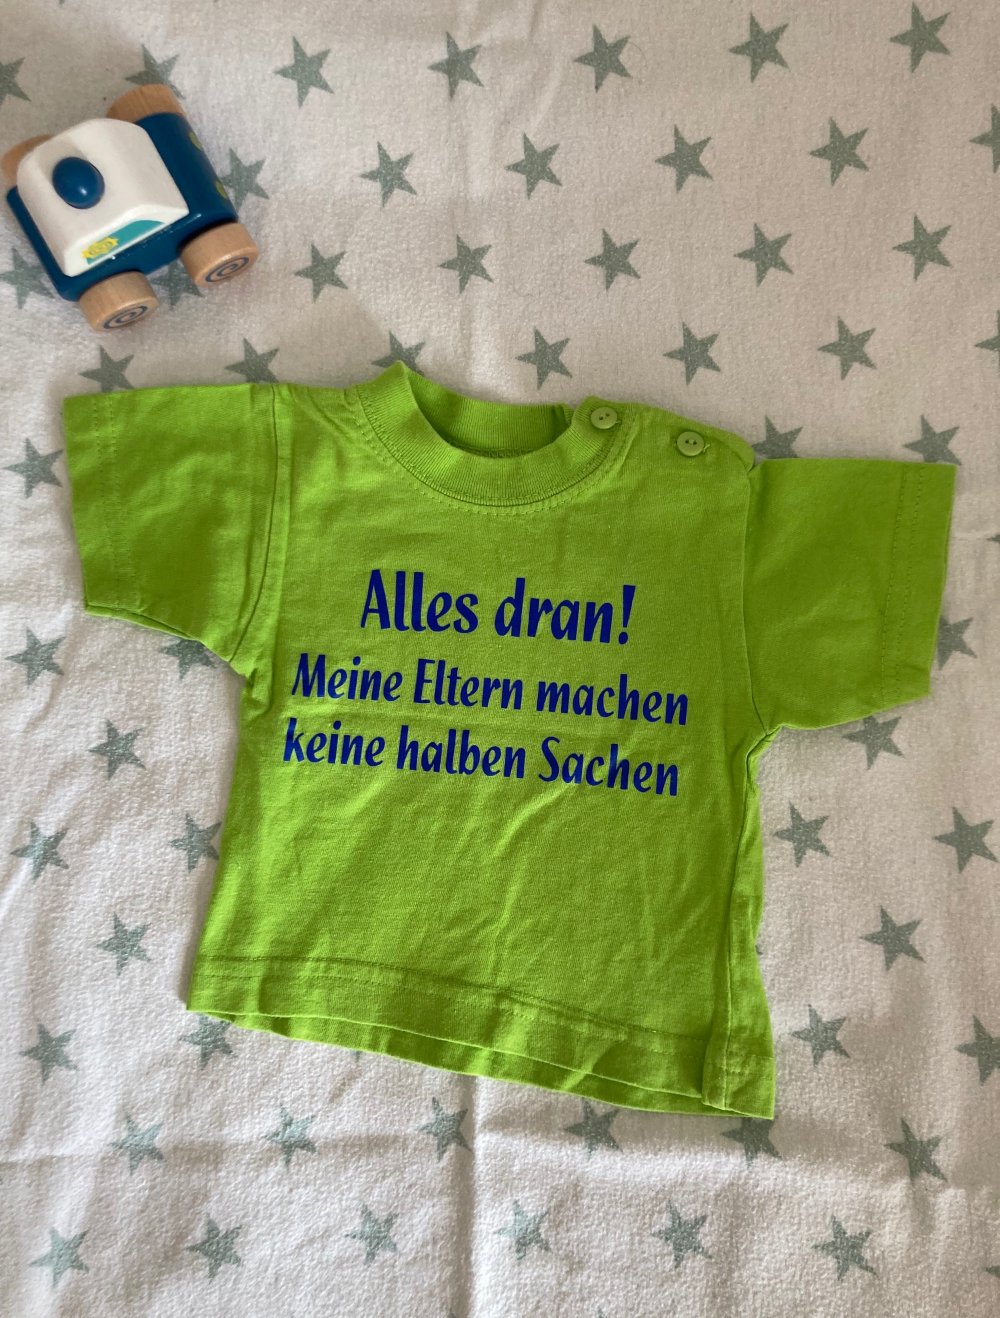 Alles dran!
Meine Eltern machen
keine halben Sachen